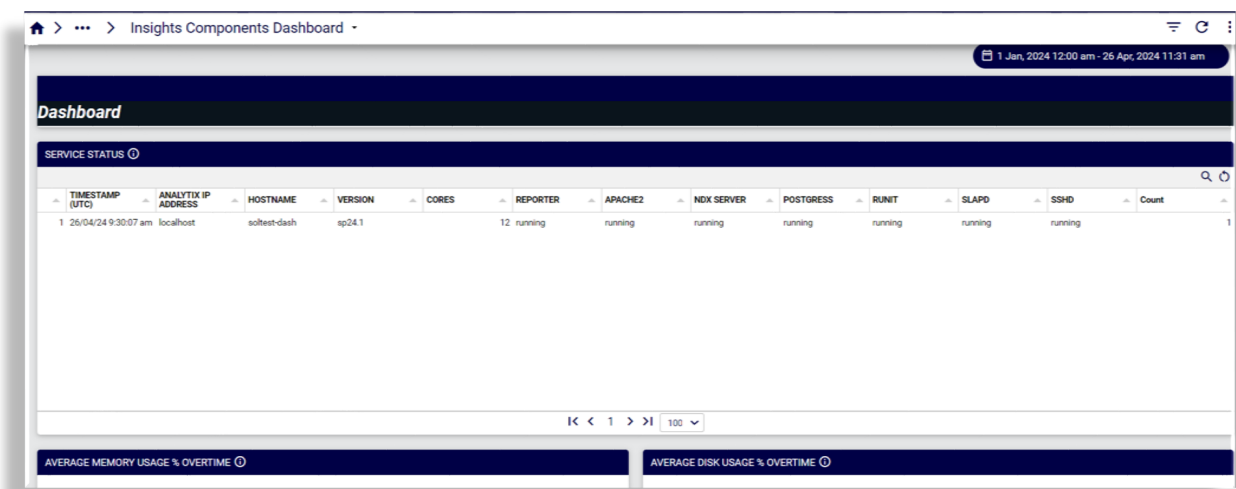 Insights Components Dashboard
1 Jan, 2024 12:00 am - 26 Apr, 2024 11:31 am
Dashboard
SERVICE STATUS
TIMESTAMP (UTC) ANALYTIX IP ADDRESS HOSTNAME VERSION CORES REPORTER APACHE2 NDX SERVER POSTGRESS RUNIT SLAPD SSHD Count
1 26/04/24 9:30:07 am localhost soltest-dash sp24.1 12 running running running running running running running 1
1 100
AVERAGE MEMORY USAGE % OVERTIME AVERAGE DISK USAGE % OVERTIME